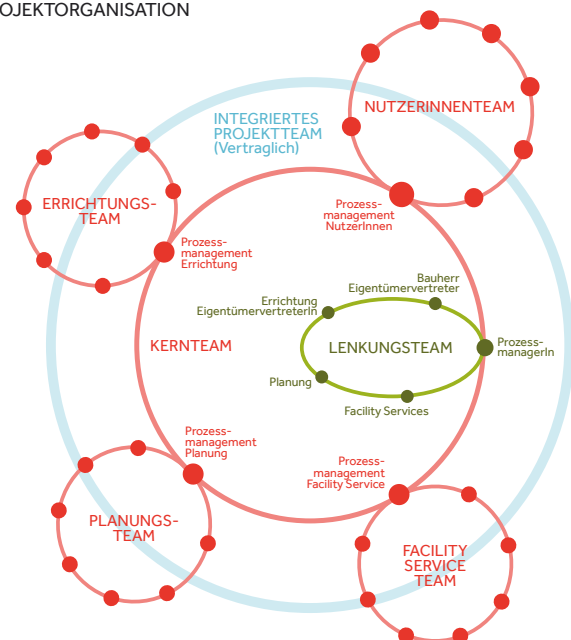 OJEKTORGANISATION
NUTZERINNENTEAM
INTEGRIERTES
PROJEKTTEAM
(Vertraglich)
ERRICHTUNGS-
TEAM
Prozess-
management
NutzerInnen
Prozess-
management
Errichtung
Bauherr
Eigentümervertreter
Errichtung
EigentümervertreterIn
KERNTEAM
LENKUNGSTEAM
Prozess-
managerIn
Planung
Facility Services
Prozess-
management
Planung
Prozess-
management
Facility Service
PLANUNGS-
TEAM
FACILITY
SERVICE
TEAM